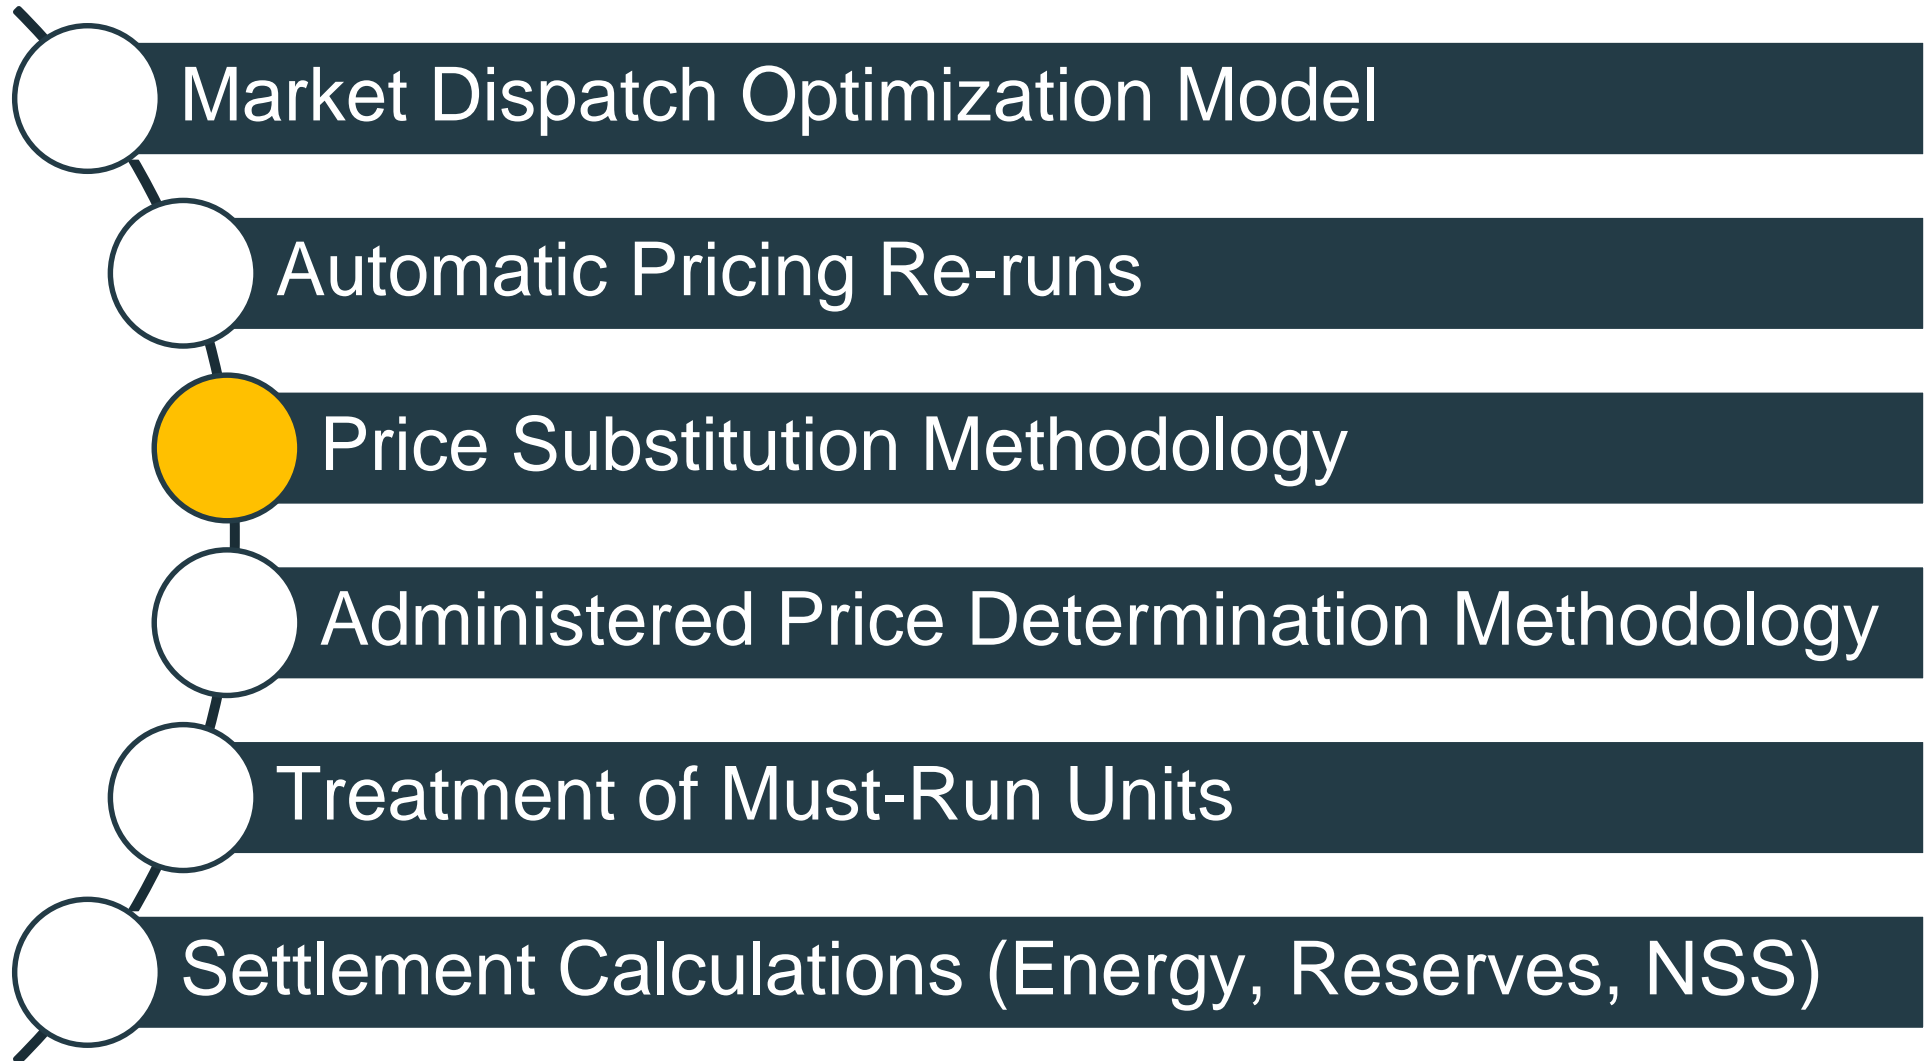 Market Dispatch Optimization Model
Automatic Pricing Re-runs
Price Substitution Methodology
Administered Price Determination Methodology
Treatment of Must-Run Units
Settlement Calculations (Energy, Reserves, NSS)